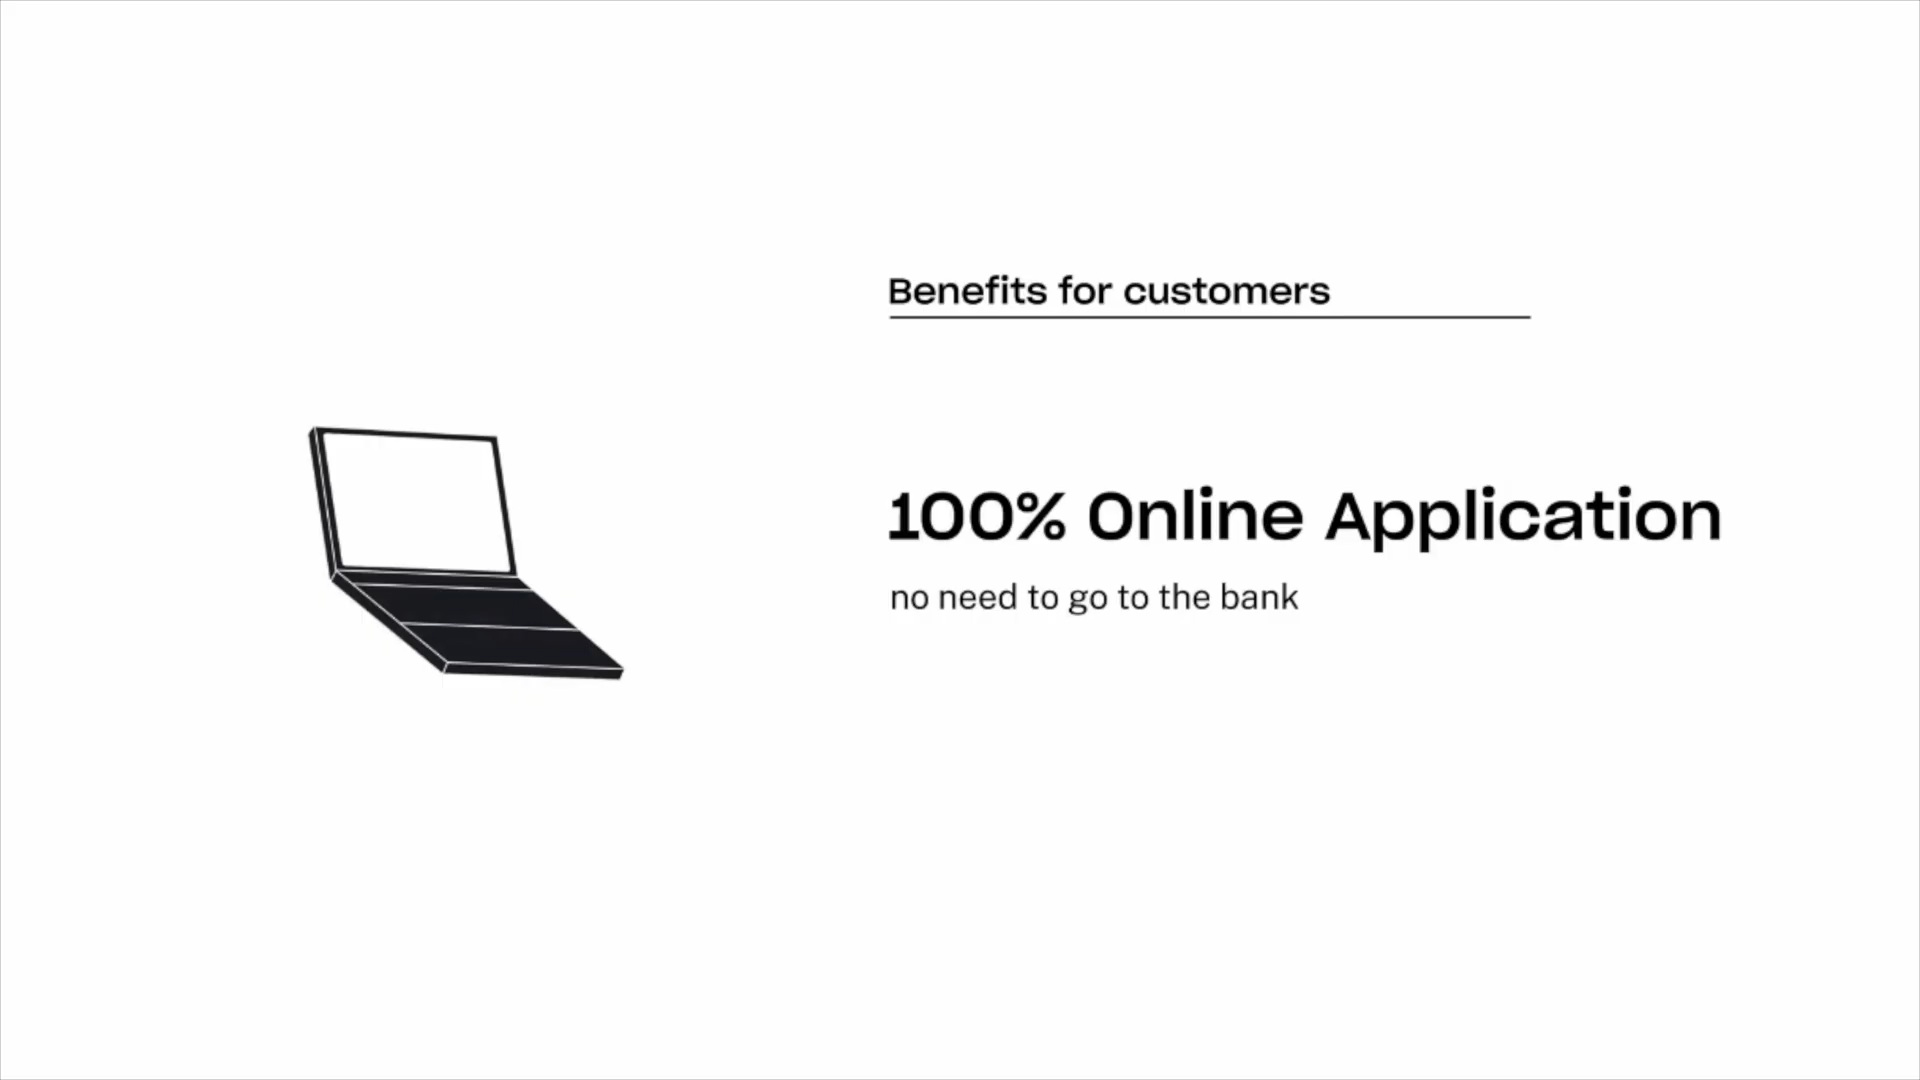 Benefits for customers
100% Online Application
no need to go to the bank